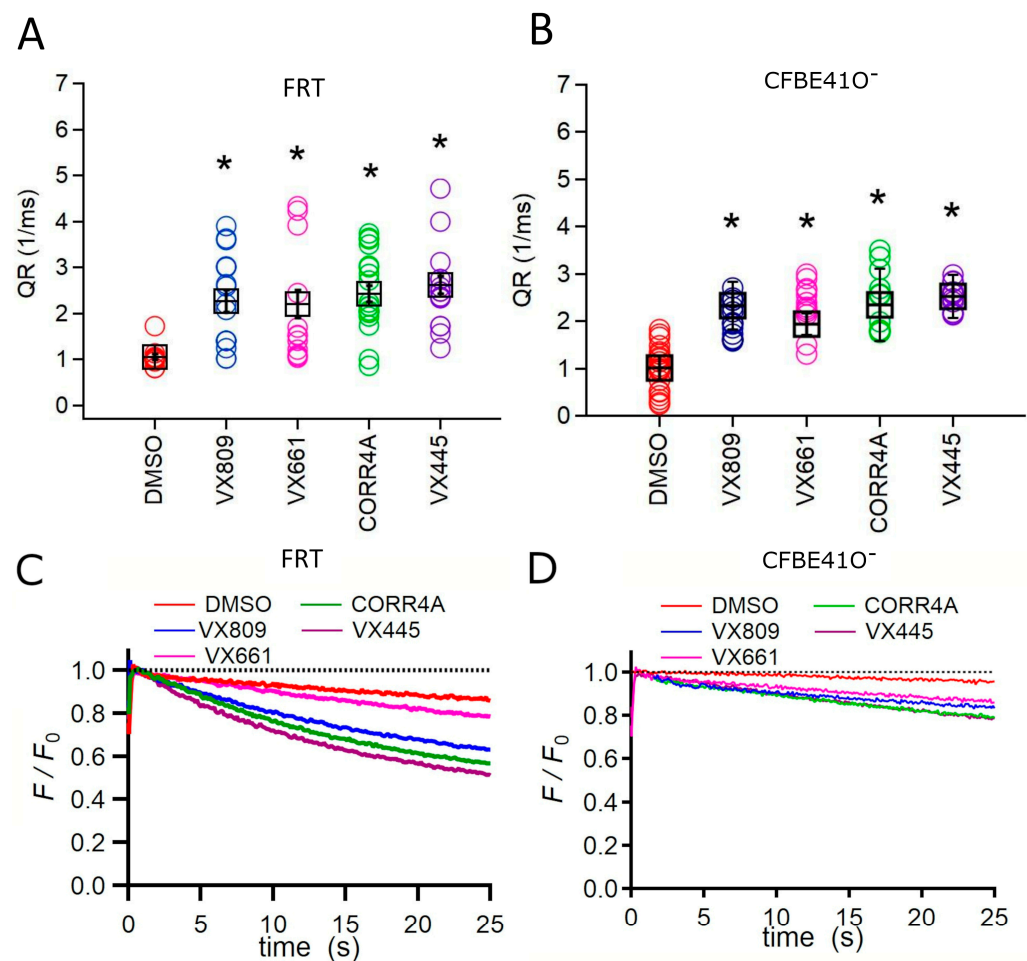 A
FRT
QR (1/ms)
7
6
5
4
3
2
1
0
* * * *
DMSO
VX809
VX661
CORR4A
VX445
B
CFBE41O⁻
QR (1/ms)
7
6
5
4
3
2
1
0
* * * *
DMSO
VX809
VX661
CORR4A
VX445
C
FRT
DMSO CORR4A
VX809 VX445
VX661
F / F₀
1.0
0.8
0.6
0.4
0.2
0.0
0 5 10 15 20 25
time (s)
D
CFBE41O⁻
DMSO CORR4A
VX809 VX445
VX661
F / F₀
1.0
0.8
0.6
0.4
0.2
0.0
0 5 10 15 20 25
time (s)